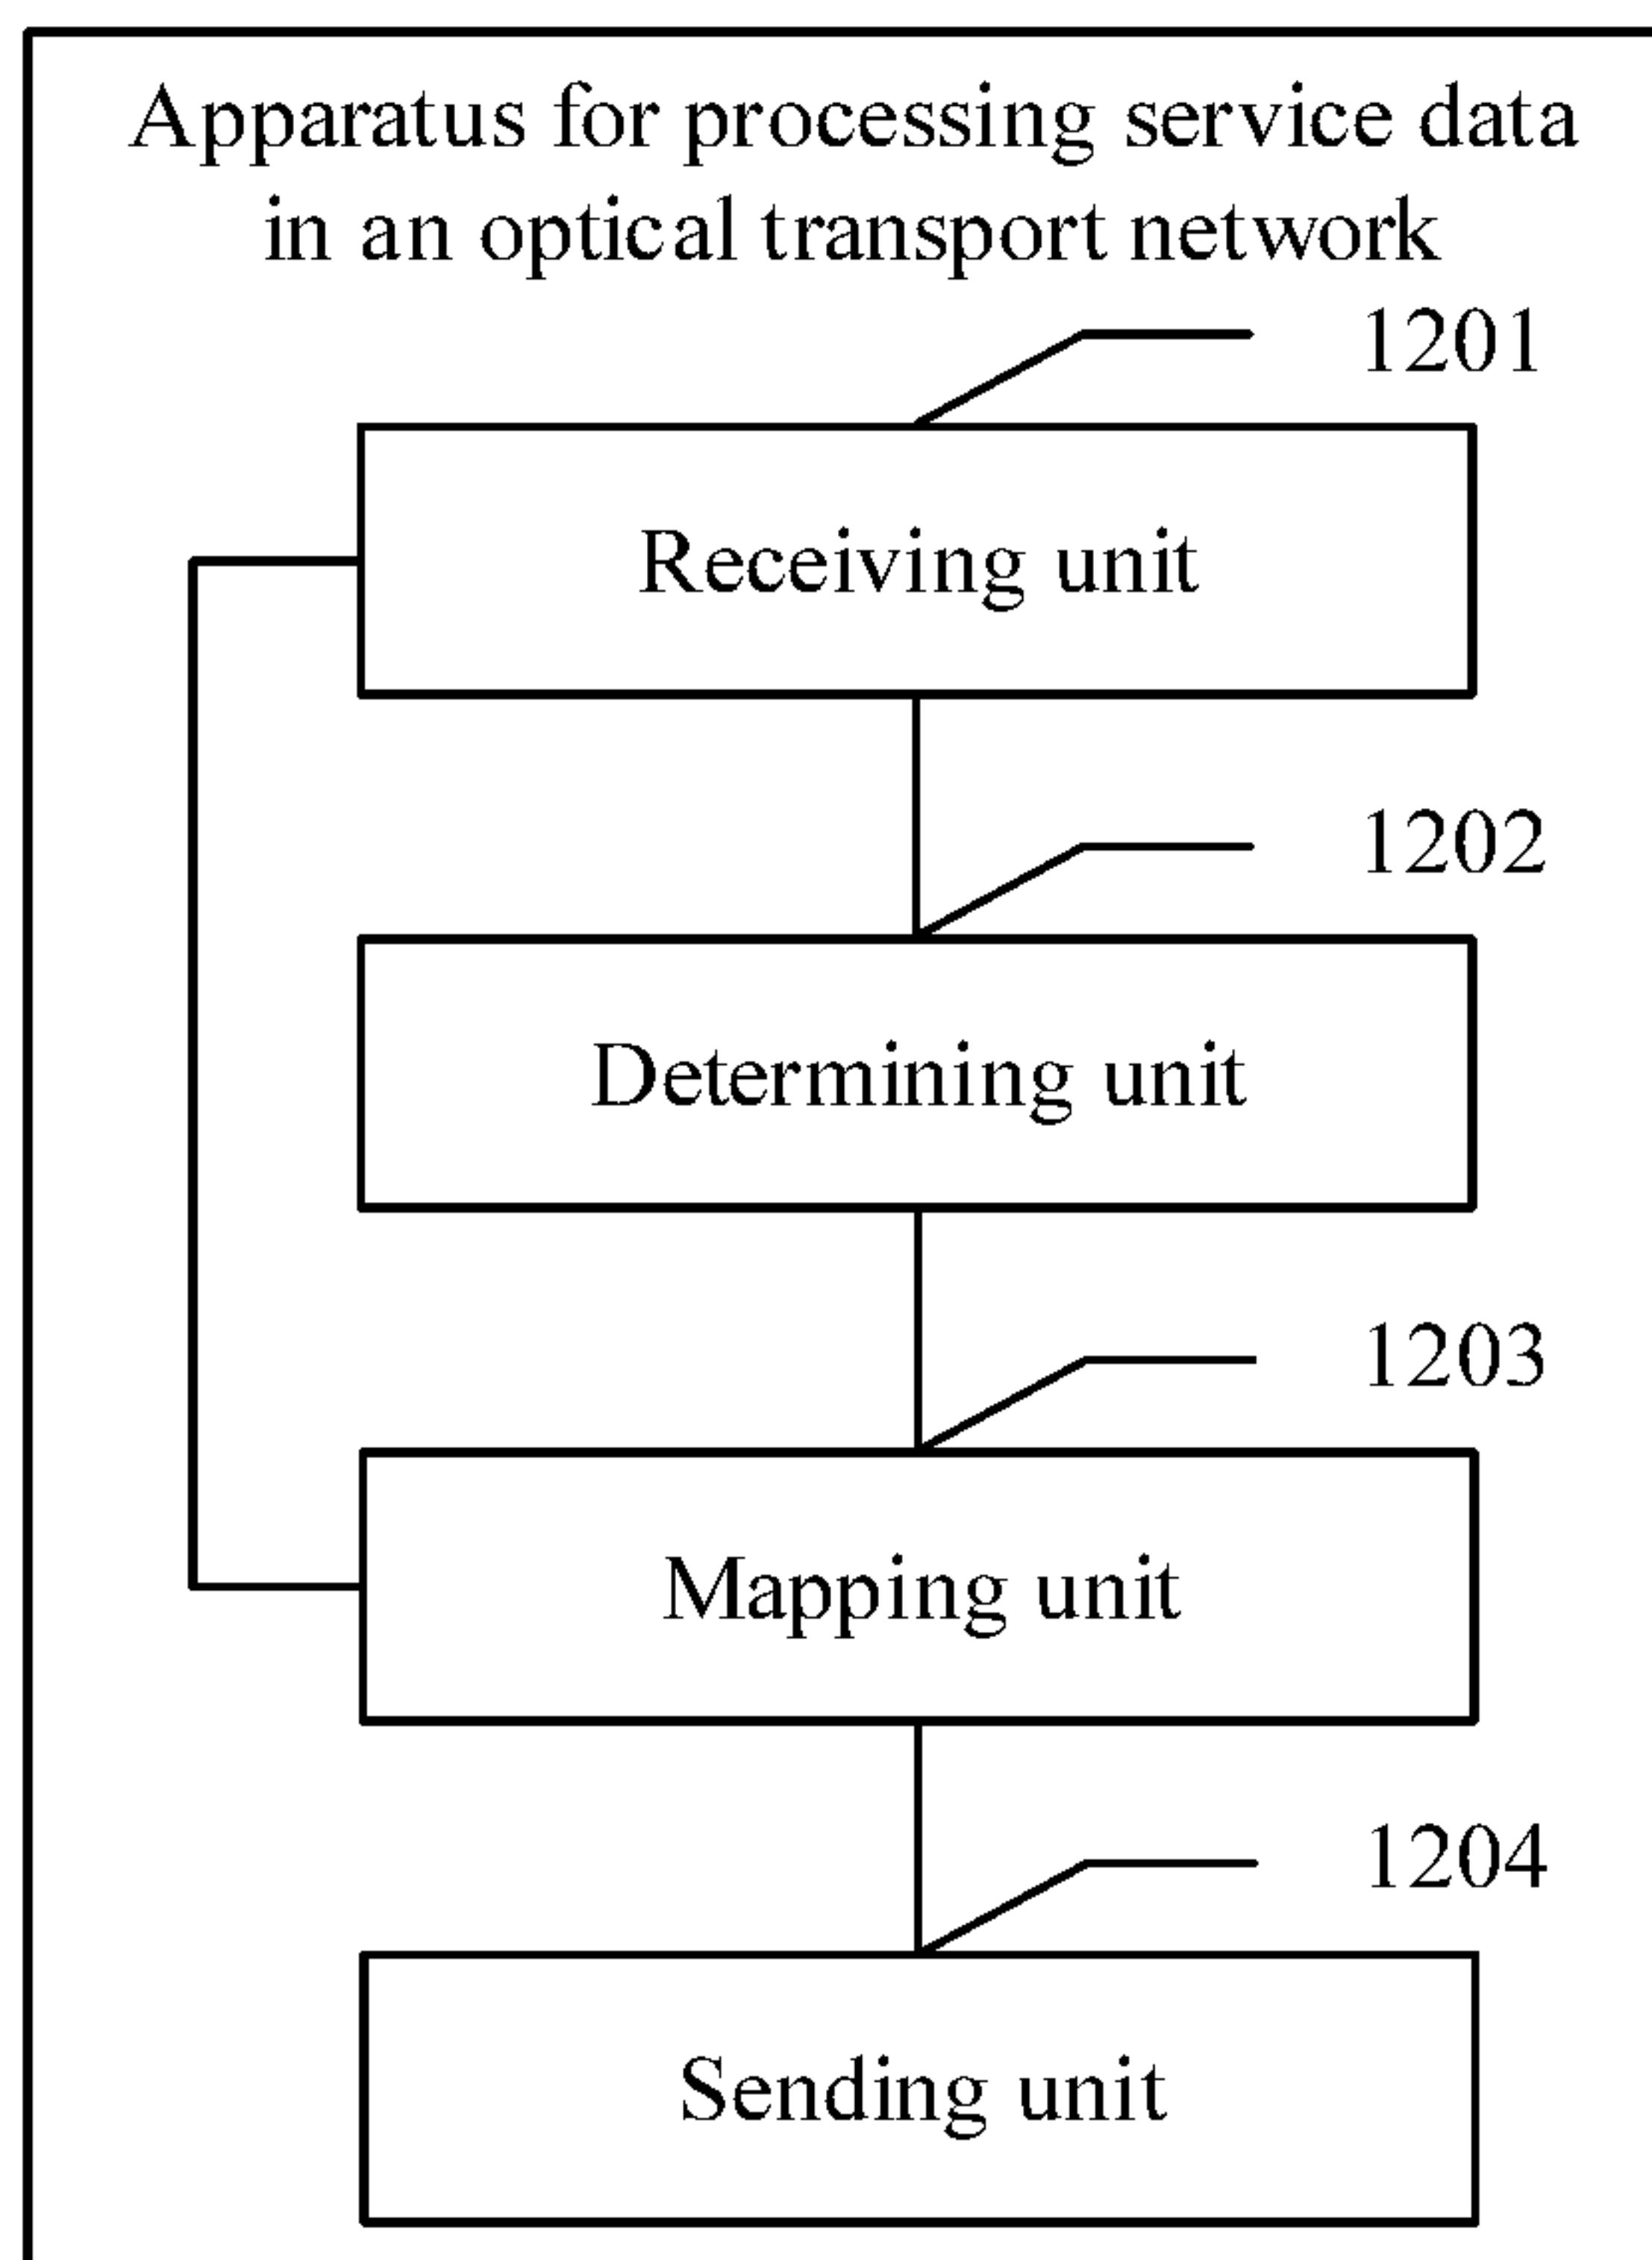 Apparatus for processing service data
in an optical transport network
1201
Receiving unit
1202
Determining unit
1203
Mapping unit
1204
Sending unit